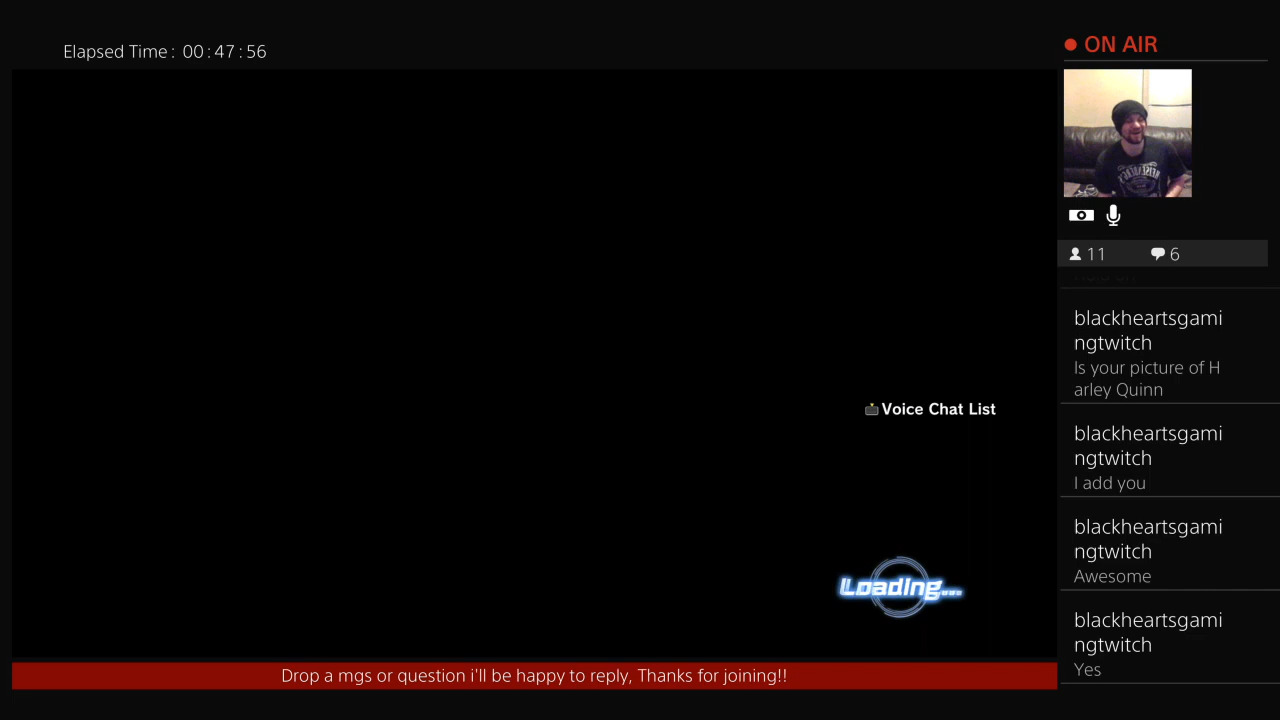 Elapsed Time : 00 : 47 : 56
ON AIR
11 6
blackheartsgami
ngtwitch
Is your picture of H
arley Quinn
blackheartsgami
ngtwitch
I add you
blackheartsgami
ngtwitch
Awesome
blackheartsgami
ngtwitch
Yes
Voice Chat List
Loading...
Drop a mgs or question i'll be happy to reply, Thanks for joining!!